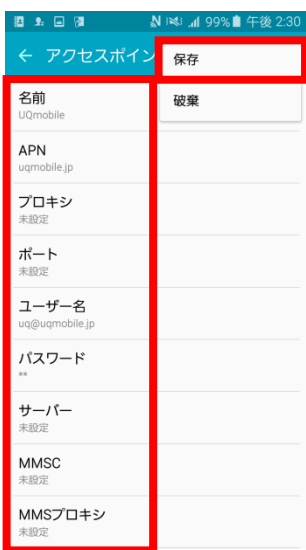 99% 午後 2:30
← アクセスポイン
保存
破棄
名前
UQmobile
APN
uqmobile.jp
プロキシ
未設定
ポート
未設定
ユーザー名
uq@uqmobile.jp
パスワード
**
サーバー
未設定
MMSC
未設定
MMSプロキシ
未設定